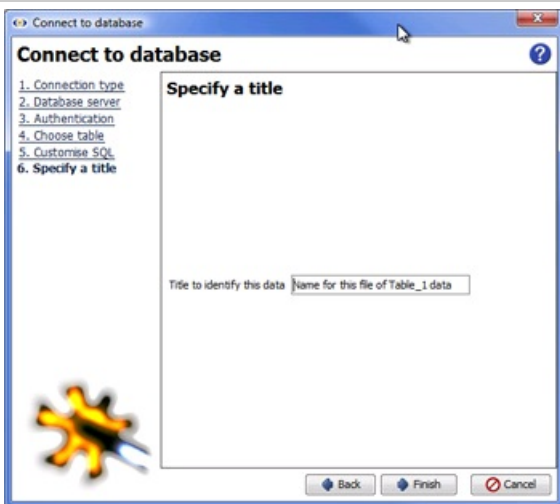 Connect to database
Connect to database
1. Connection type
2. Database server
3. Authentication
4. Choose table
5. Customise SQL
6. Specify a title
Specify a title
Title to identify this data Name for this file of Table_1 data
Back Finish Cancel